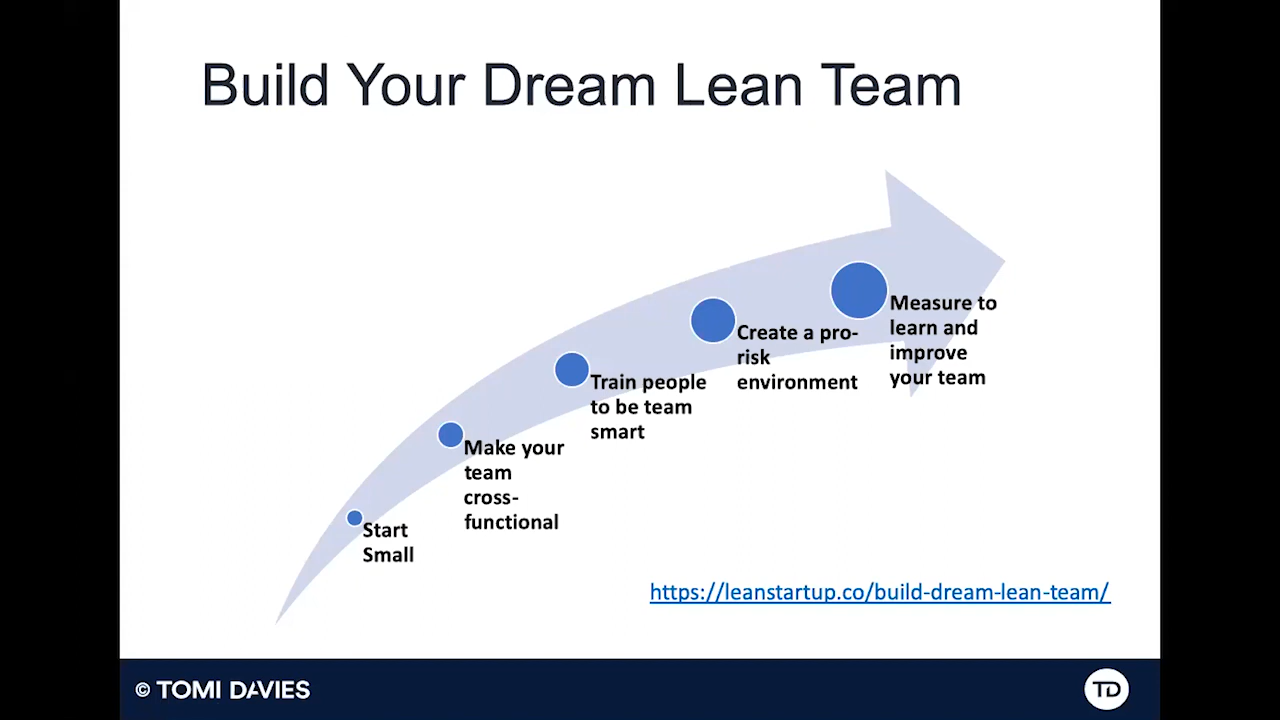 Build Your Dream Lean Team
Start
Small
Make your
team
cross-
functional
Train people
to be team
smart
Create a pro-
risk
environment
Measure to
learn and
improve
your team
https://leanstartup.co/build-dream-lean-team/
© TOMI DAVIES
TD